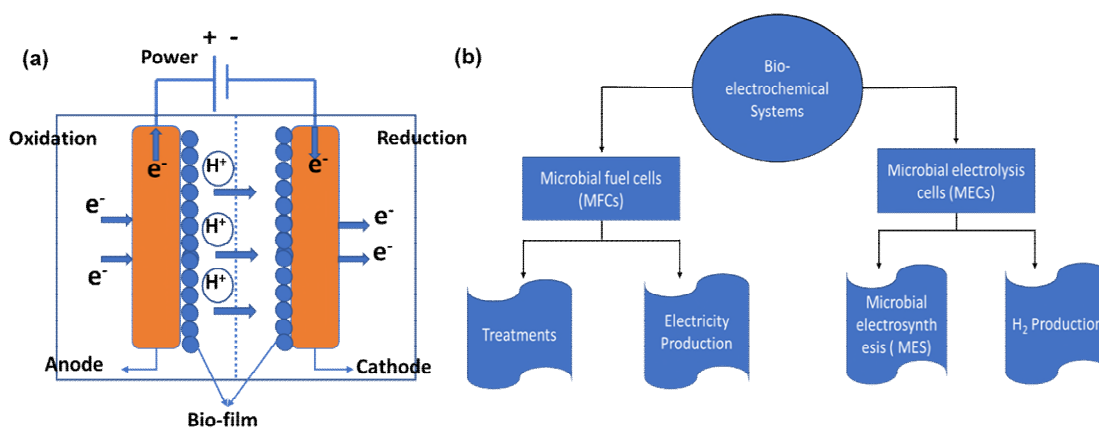 (a)
Power
+ -
Oxidation
Reduction
e-
e-
H+
H+
H+
e-
e-
e-
e-
Anode
Cathode
Bio-film
(b)
Bio-
electrochemical
Systems
Microbial fuel cells
(MFCs)
Microbial electrolysis
cells (MECs)
Treatments
Electricity
Production
Microbial
electrosynth
esis ( MES)
H2 Production